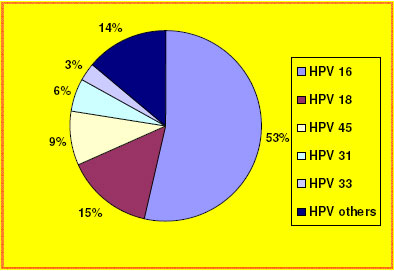 14%
3%
6%
9%
15%
53%
HPV 16
HPV 18
HPV 45
HPV 31
HPV 33
HPV others